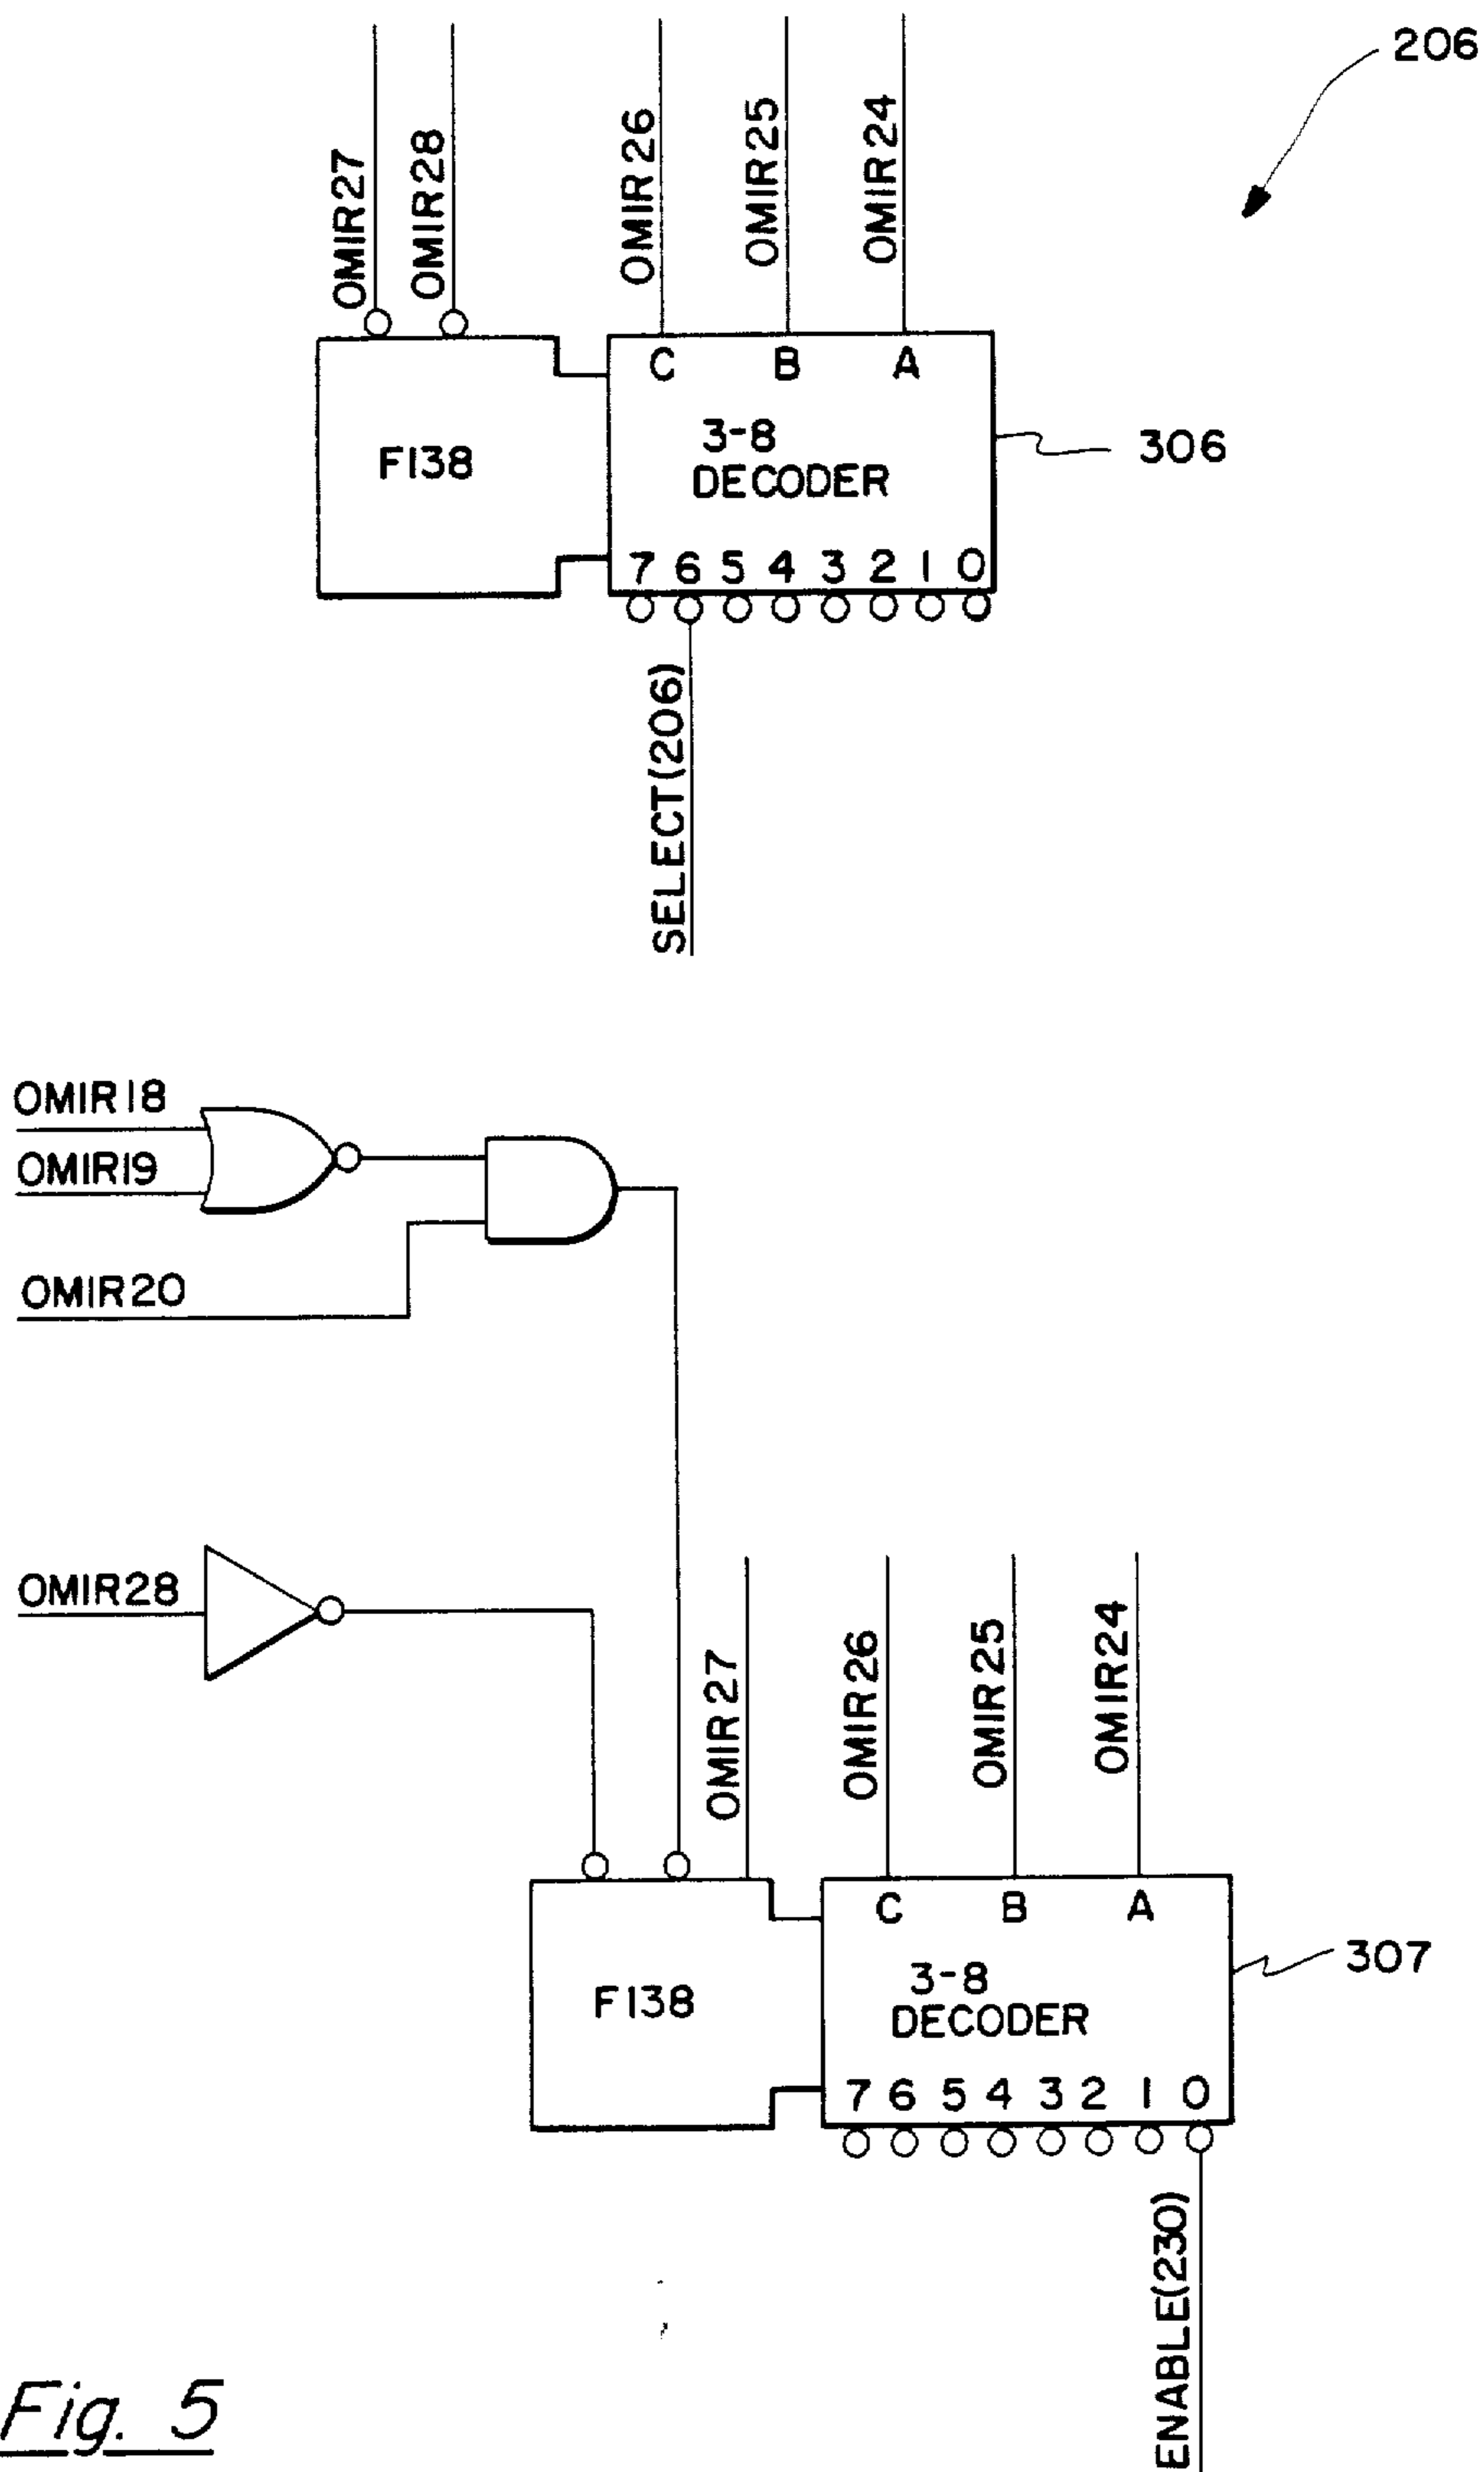 206
OMIR27
OMIR28
OMIR26
OMIR25
OMIR24
C B A
F138
3-8
DECODER
306
7 6 5 4 3 2 1 0
SELECT(206)
OMIR18
OMIR19
OMIR20
OMIR28
OMIR27
OMIR26
OMIR25
OMIR24
C B A
F138
3-8
DECODER
307
7 6 5 4 3 2 1 0
ENABLE(230)
Fig. 5